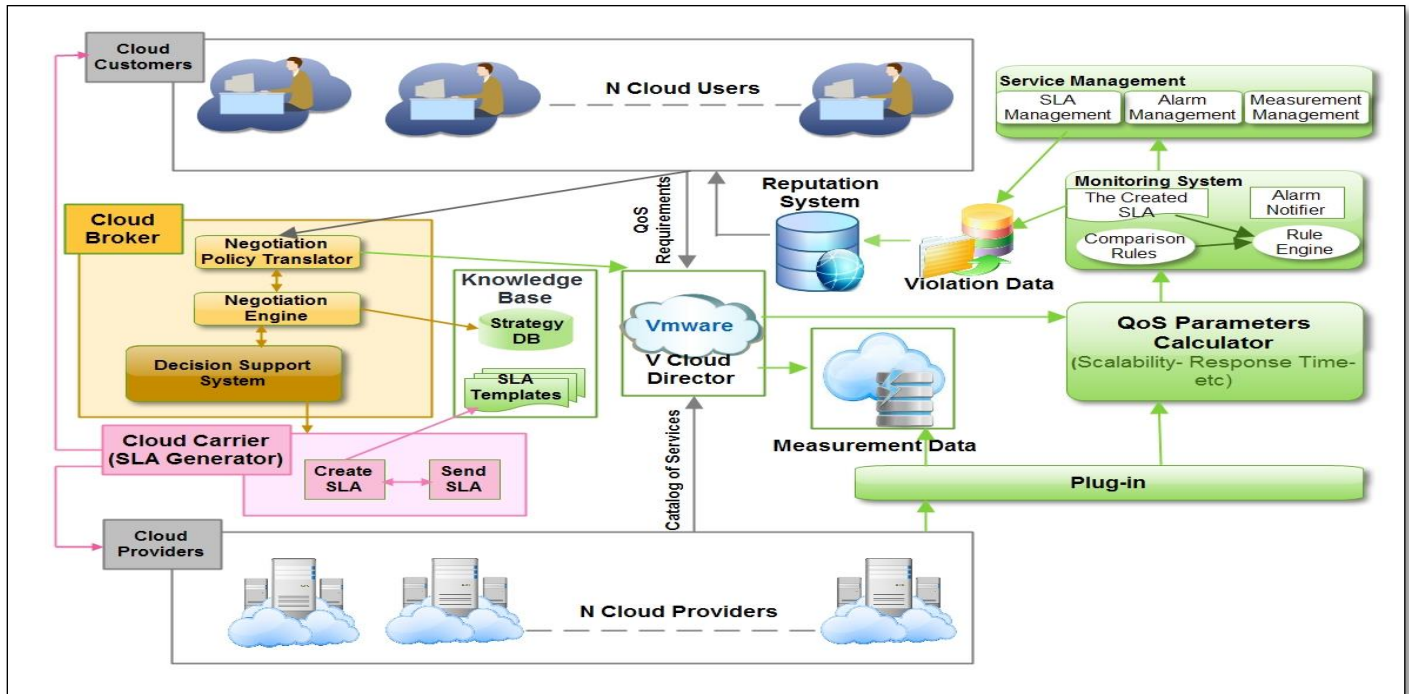 Cloud
Customers
N Cloud Users
Service Management
SLA
Management
Alarm
Management
Measurement
Management
QoS
Requirements
Reputation
System
Monitoring System
The Created
SLA
Alarm
Notifier
Comparison
Rules
Rule
Engine
Violation Data
Cloud
Broker
Negotiation
Policy Translator
Negotiation
Engine
Decision Support
System
Knowledge
Base
Strategy
DB
SLA
Templates
Vmware
V Cloud
Director
QoS Parameters
Calculator
(Scalability- Response Time-
etc)
Measurement Data
Cloud Carrier
(SLA Generator)
Create
SLA
Send
SLA
Catalog of Services
Plug-in
Cloud
Providers
N Cloud Providers